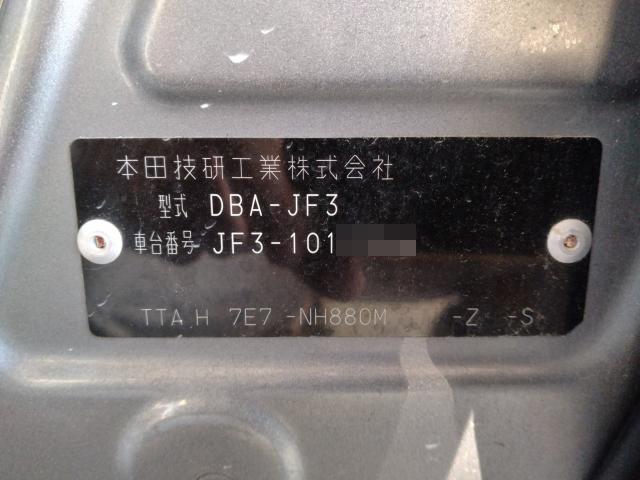 本田技研工業株式会社
型式 DBA-JF3
車台番号 JF3-101
TTA H 7E7 -NH880M -Z -S